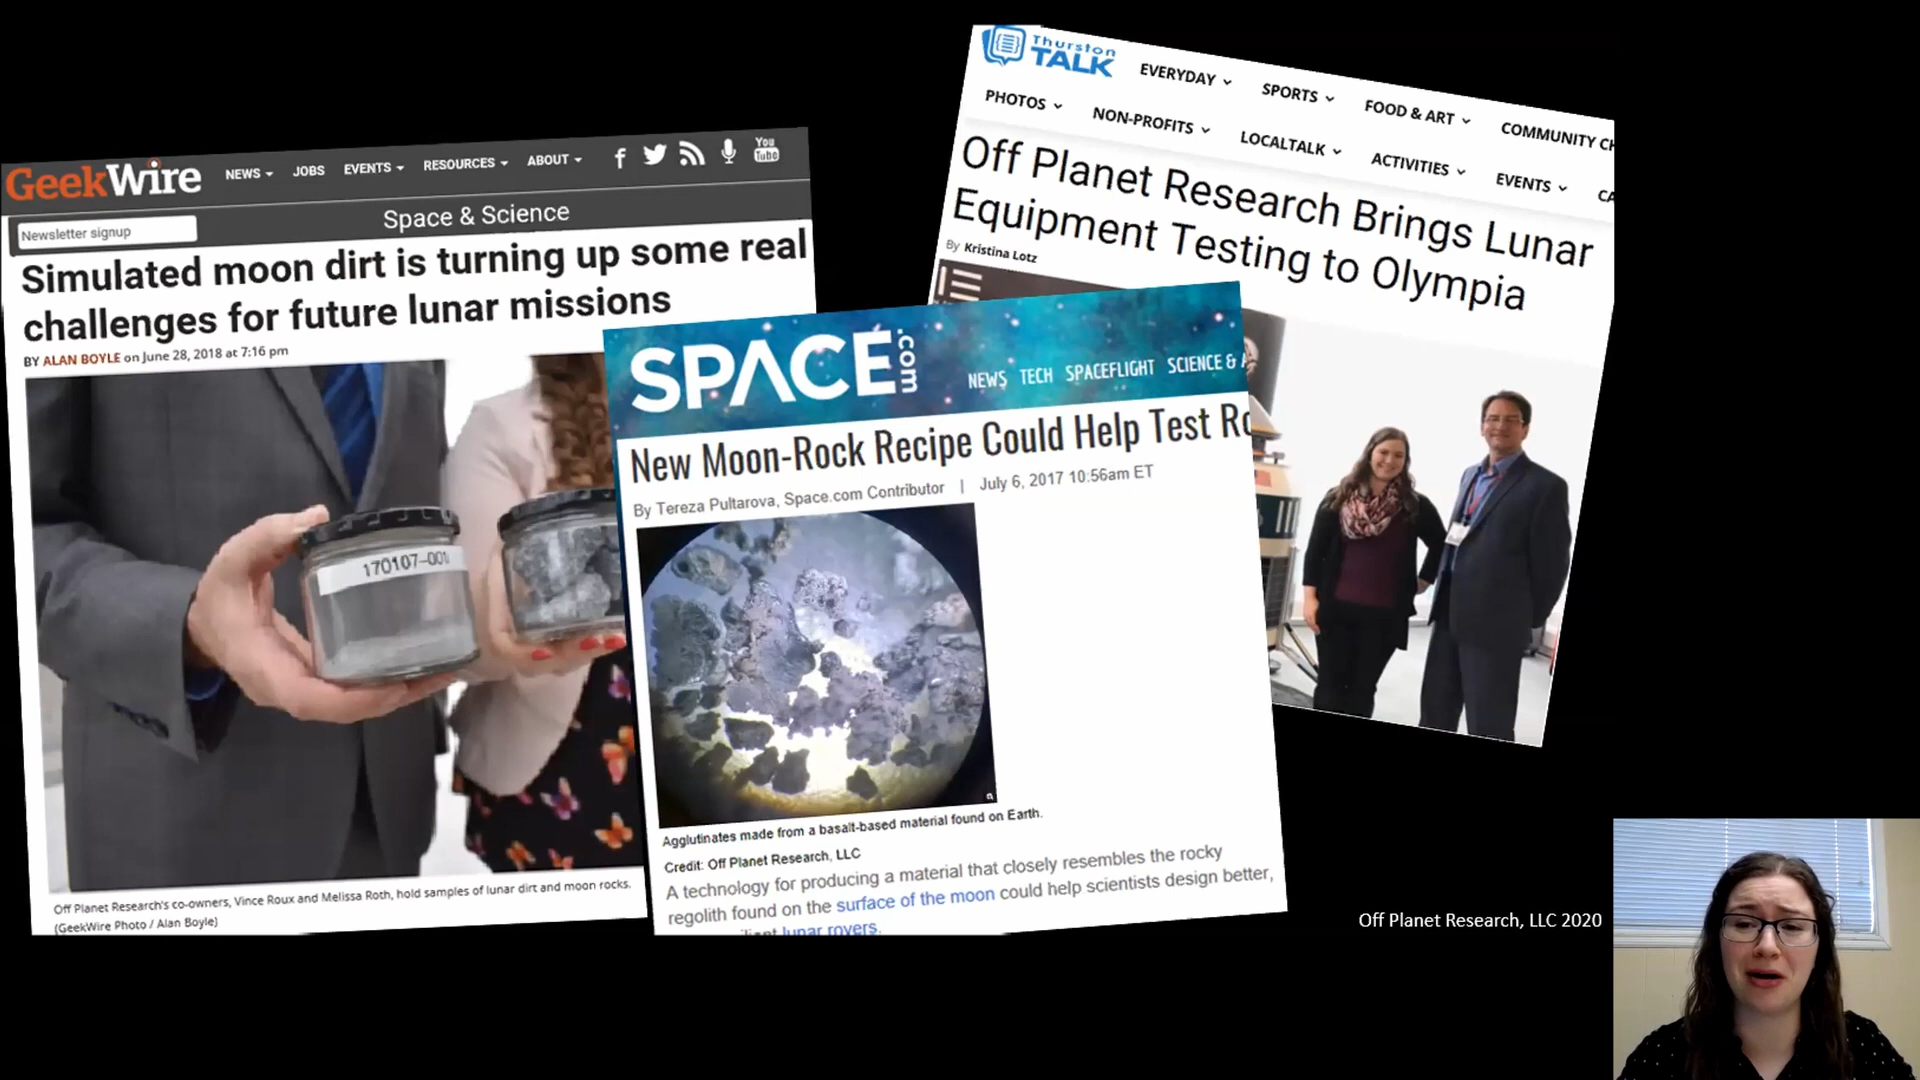 GeekWire
NEWS JOBS EVENTS RESOURCES ABOUT
You
Tube
Newsletter signup
Space & Science
Simulated moon dirt is turning up some real
challenges for future lunar missions
BY ALAN BOYLE on June 28, 2018 at 7:16 pm
170107-001
Off Planet Research's co-owners, Vince Roux and Melissa Roth, hold samples of lunar dirt and moon rocks.
(GeekWire Photo / Alan Boyle)
SPACE.com
NEWS TECH SPACEFLIGHT SCIENCE &
New Moon-Rock Recipe Could Help Test
By Tereza Pultarova, Space.com Contributor | July 6, 2017 10:56am ET
Agglutinates made from a basalt-based material found on Earth.
Credit: Off Planet Research, LLC
A technology for producing a material that closely resembles the rocky
regolith found on the surface of the moon could help scientists design better,
lunar rovers.
Thurston
TALK
EVERYDAY SPORTS FOOD & ART COMMUNITY
PHOTOS NON-PROFITS LOCALTALK ACTIVITIES EVENTS
Off Planet Research Brings Lunar
Equipment Testing to Olympia
By Kristina Lotz
Off Planet Research, LLC 2020